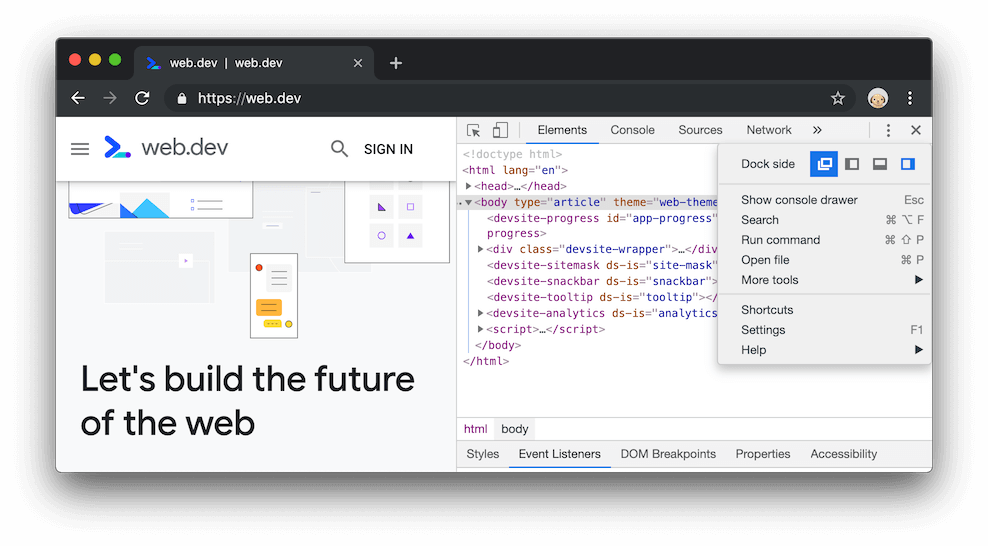 web.dev | web.dev
https://web.dev
web.dev
SIGN IN
Let's build the future
of the web
Elements Console Sources Network »
<!doctype html>
<html lang="en">
<head>…</head>
<body type="article" theme="web-theme
<devsite-progress id="app-progress"
progress>
<div class="devsite-wrapper">…</div
<devsite-sitemask ds-is="site-mask"
<devsite-snackbar ds-is="snackbar">
<devsite-tooltip ds-is="tooltip"></
<devsite-analytics ds-is="analytics
<script>…</script>
</body>
</html>
Dock side
Show console drawer Esc
Search ⌘ ⌥ F
Run command ⌘ ⇧ P
Open file ⌘ P
More tools
Shortcuts
Settings F1
Help
html body
Styles Event Listeners DOM Breakpoints Properties Accessibility